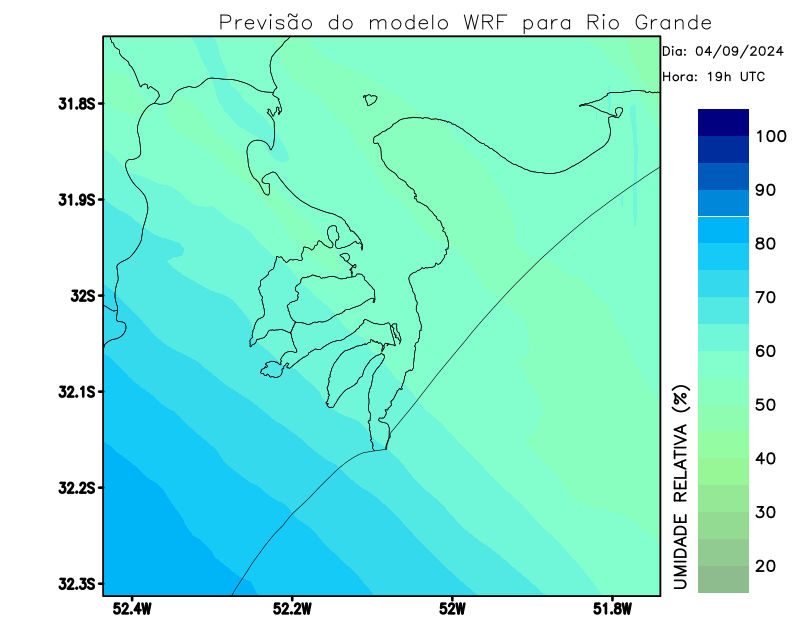 Previsão do modelo WRF para Rio Grande
Dia: 04/09/2024
Hora: 19h UTC
31.8S
31.9S
32S
32.1S
32.2S
32.3S
52.4W
52.2W
52W
51.8W
100
90
80
70
60
50
40
30
20
UMIDADE RELATIVA (%)